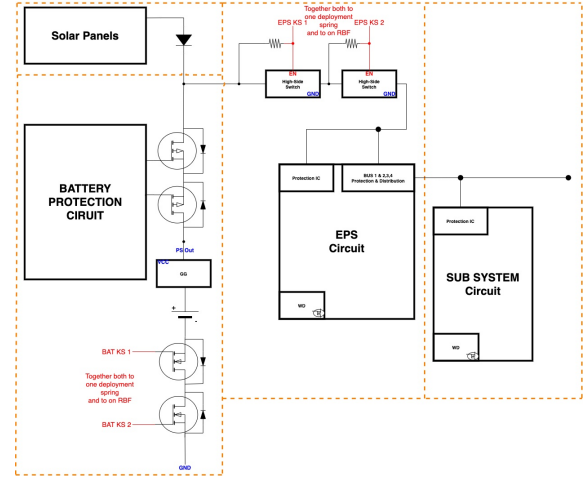 Together both to
one deployment
spring
and to on RBF
EPS KS 1
EPS KS 2
Solar Panels
EN
High-Side
Switch
GND
EN
High-Side
Switch
GND
BATTERY
PROTECTION
CIRUIT
Protection IC
BUS 1 & 2,3,4
Protection & Distribution
Protection IC
EPS
Circuit
PS Out
VCC
GG
SUB SYSTEM
Circuit
WD
+
-
WD
BAT KS 1
Together both to
one deployment
spring
and to on RBF
BAT KS 2
GND